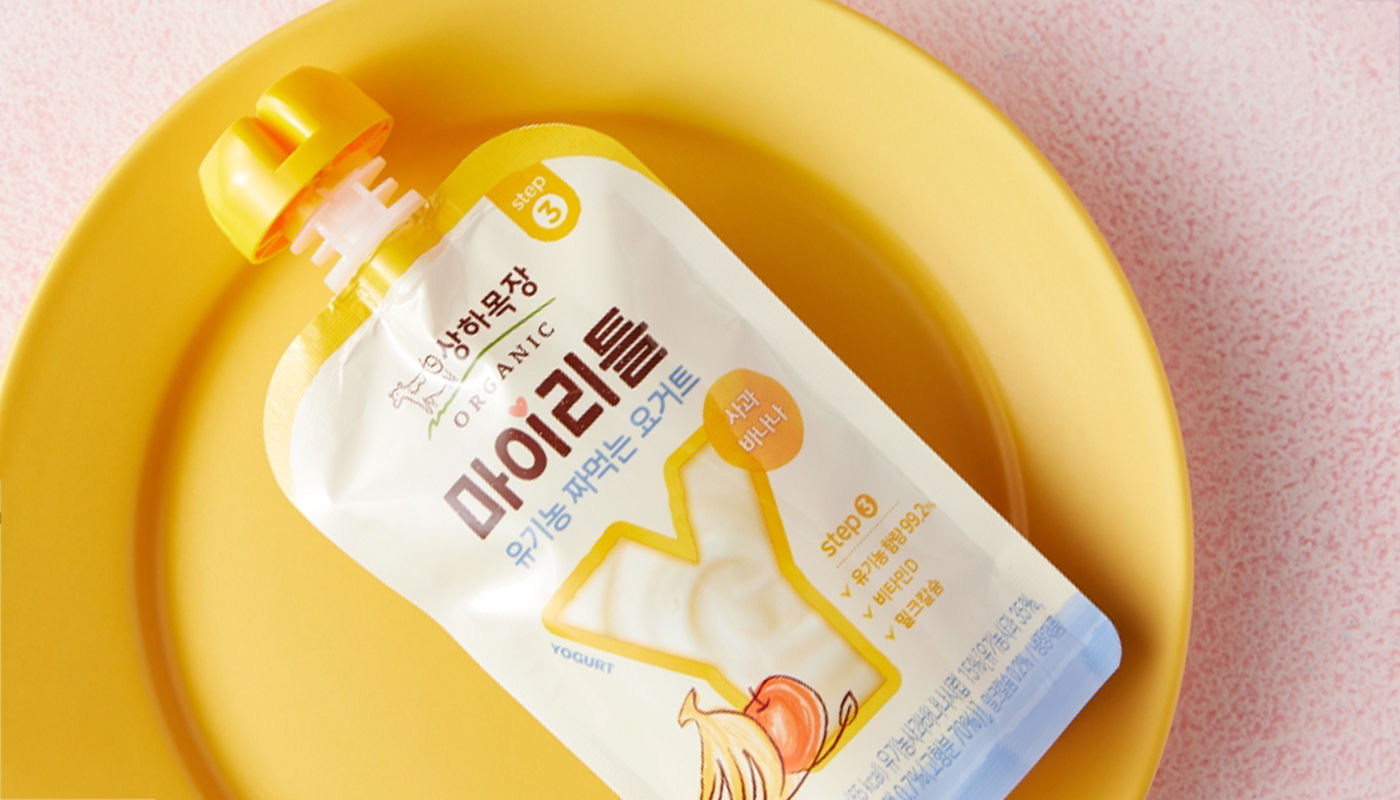 step
3
상하목장
ORGANIC
마이리틀
유기농 짜먹는 요거트
사과
바나나
step 3
유기농 함량 99.2%
비타민D
밀크칼슘
YOGURT